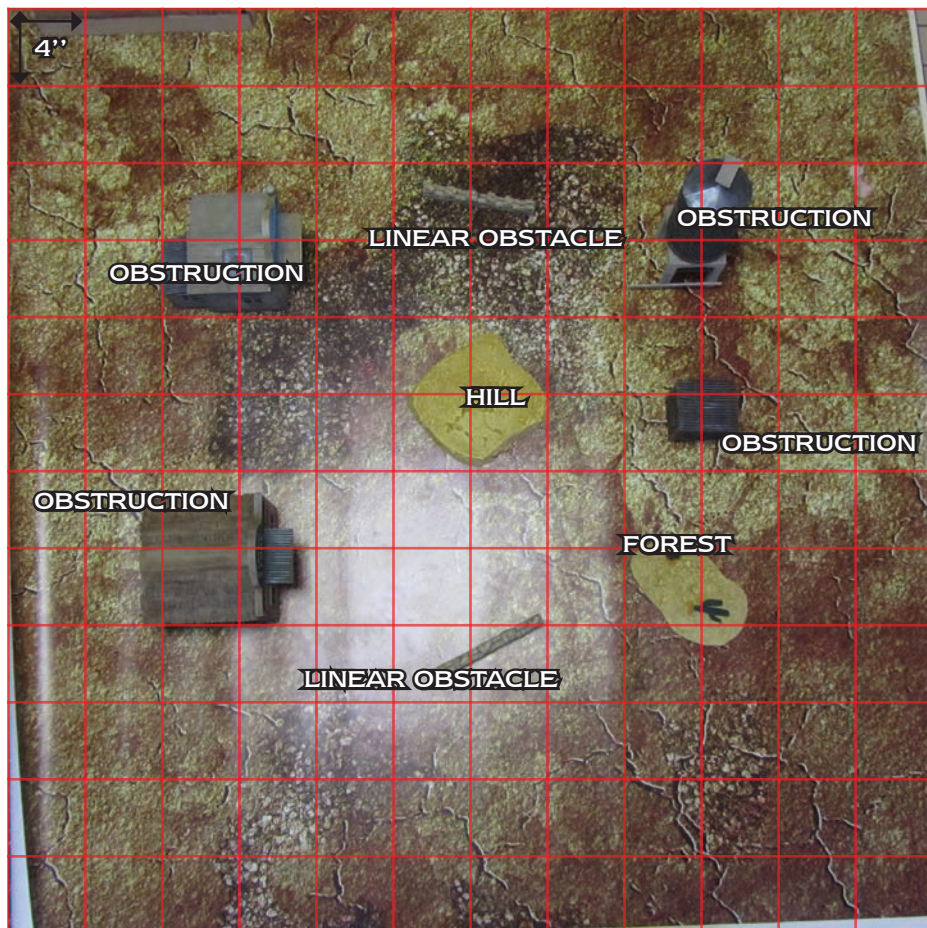 4’’
OBSTRUCTION
LINEAR OBSTACLE
OBSTRUCTION
HILL
OBSTRUCTION
OBSTRUCTION
FOREST
LINEAR OBSTACLE